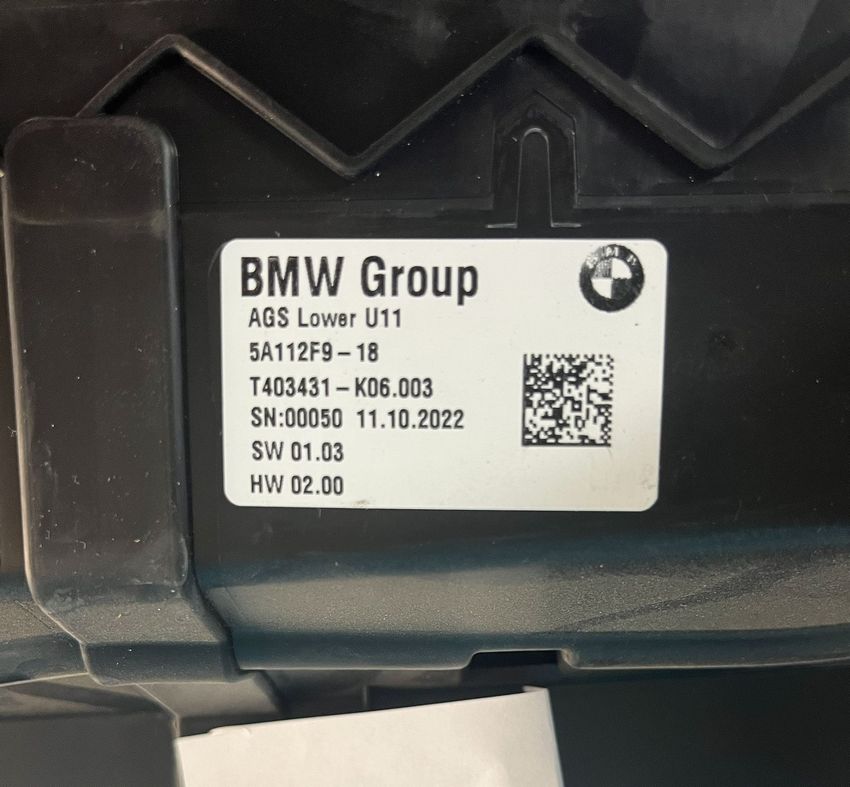 BMW Group
BMW
AGS Lower U11
5A112F9-18
T403431-K06.003
SN:00050 11.10.2022
SW 01.03
HW 02.00